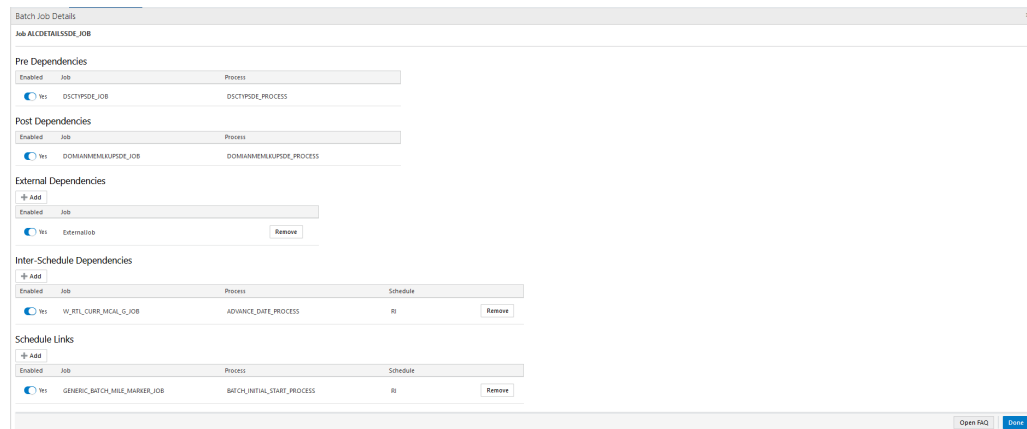 Batch Job Details
Job ALCDETAILSSDE_JOB
Pre Dependencies
Enabled Job Process
Yes DSCTYPSDE_JOB DSCTYPSDE_PROCESS
Post Dependencies
Enabled Job Process
Yes DOMIANMEMLKUPSDE_JOB DOMIANMEMLKUPSDE_PROCESS
External Dependencies
+ Add
Enabled Job
Yes ExternalJob Remove
Inter-Schedule Dependencies
+ Add
Enabled Job Process Schedule
Yes W_RTL_CURR_MCAL_G_JOB ADVANCE_DATE_PROCESS RI Remove
Schedule Links
+ Add
Enabled Job Process Schedule
Yes GENERIC_BATCH_MILE_MARKER_JOB BATCH_INITIAL_START_PROCESS RI Remove
Open FAQ Done